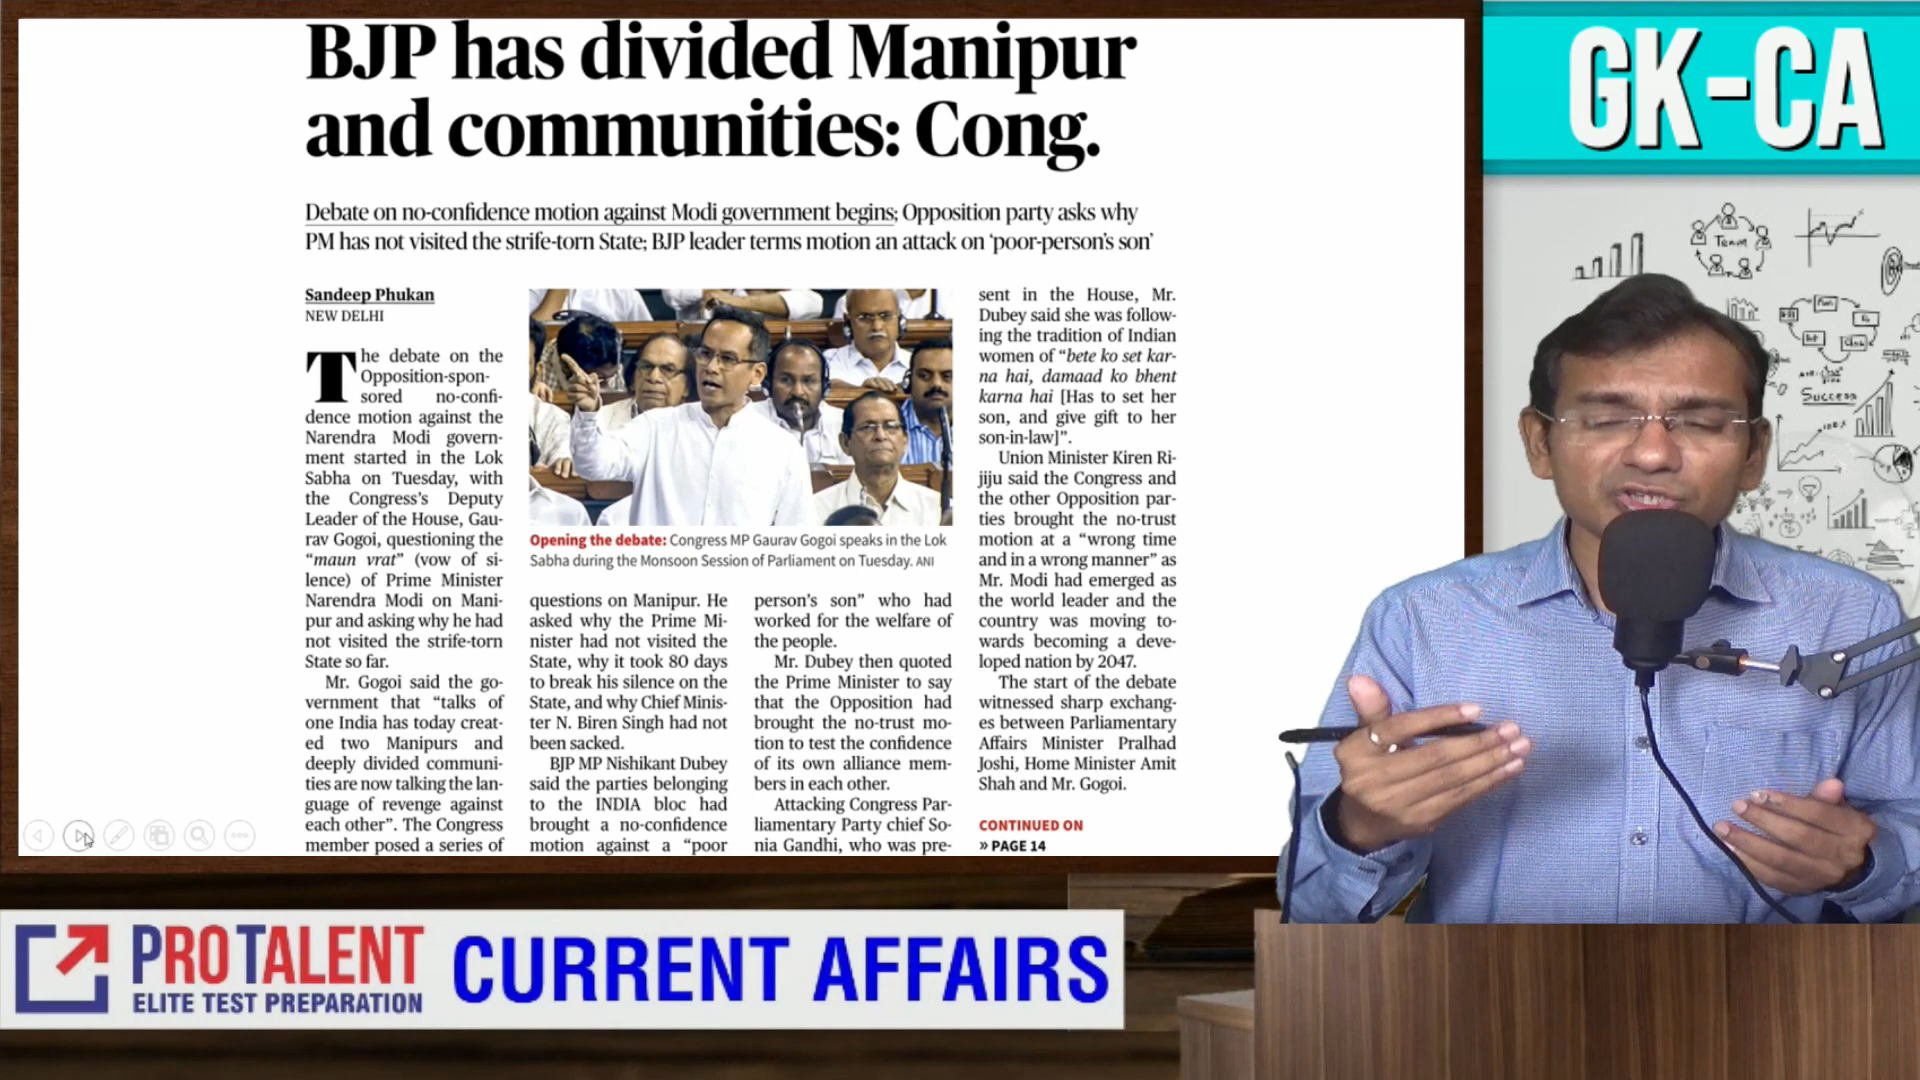 BJP has divided Manipur
and communities: Cong.
Debate on no-confidence motion against Modi government begins; Opposition party asks why
PM has not visited the strife-torn State; BJP leader terms motion an attack on ‘poor-person’s son’
Sandeep Phukan
NEW DELHI
The debate on the
Opposition-spon-
sored no-confi-
dence motion against the
Narendra Modi govern-
ment started in the Lok
Sabha on Tuesday, with
the Congress’s Deputy
Leader of the House, Gau-
rav Gogoi, questioning the
“maun vrat” (vow of si-
lence) of Prime Minister
Narendra Modi on Mani-
pur and asking why he had
not visited the strife-torn
State so far.
Mr. Gogoi said the go-
vernment that “talks of
one India has today creat-
ed two Manipurs and
deeply divided communi-
ties are now talking the lan-
guage of revenge against
each other”. The Congress
member posed a series of
Opening the debate: Congress MP Gaurav Gogoi speaks in the Lok
Sabha during the Monsoon Session of Parliament on Tuesday. ANI
questions on Manipur. He
asked why the Prime Mi-
nister had not visited the
State, why it took 80 days
to break his silence on the
State, and why Chief Minis-
ter N. Biren Singh had not
been sacked.
BJP MP Nishikant Dubey
said the parties belonging
to the INDIA bloc had
brought a no-confidence
motion against a “poor
person’s son” who had
worked for the welfare of
the people.
Mr. Dubey then quoted
the Prime Minister to say
that the Opposition had
brought the no-trust mo-
tion to test the confidence
of its own alliance mem-
bers in each other.
Attacking Congress Par-
liamentary Party chief So-
nia Gandhi, who was pre-
sent in the House, Mr.
Dubey said she was follow-
ing the tradition of Indian
women of “bete ko set kar-
na hai, damaad ko bhent
karna hai [Has to set her
son, and give gift to her
son-in-law]”.
Union Minister Kiren Ri-
jiju said the Congress and
the other Opposition par-
ties brought the no-trust
motion at a “wrong time
and in a wrong manner” as
Mr. Modi had emerged as
the world leader and the
country was moving to-
wards becoming a deve-
loped nation by 2047.
The start of the debate
witnessed sharp exchang-
es between Parliamentary
Affairs Minister Pralhad
Joshi, Home Minister Amit
Shah and Mr. Gogoi.
CONTINUED ON
» PAGE 14
GK-CA
Team
Success
PROTALENT
ELITE TEST PREPARATION
CURRENT AFFAIRS